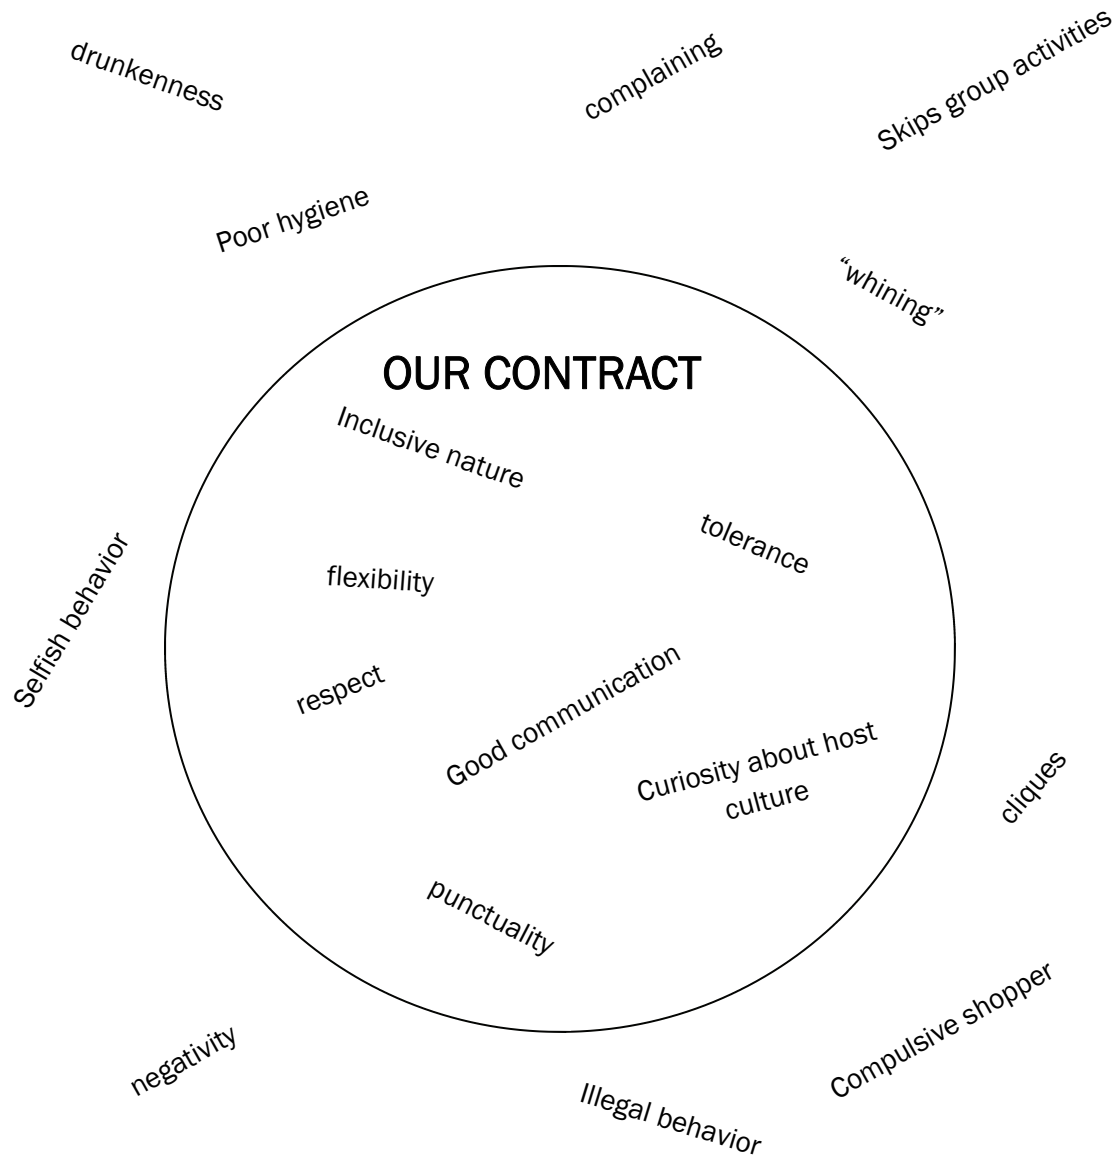 drunkenness
complaining
Skips group activities
Poor hygiene
“whining”
OUR CONTRACT
Inclusive nature
tolerance
flexibility
Selfish behavior
respect
Good communication
Curiosity about host
culture
cliques
punctuality
Compulsive shopper
negativity
Illegal behavior